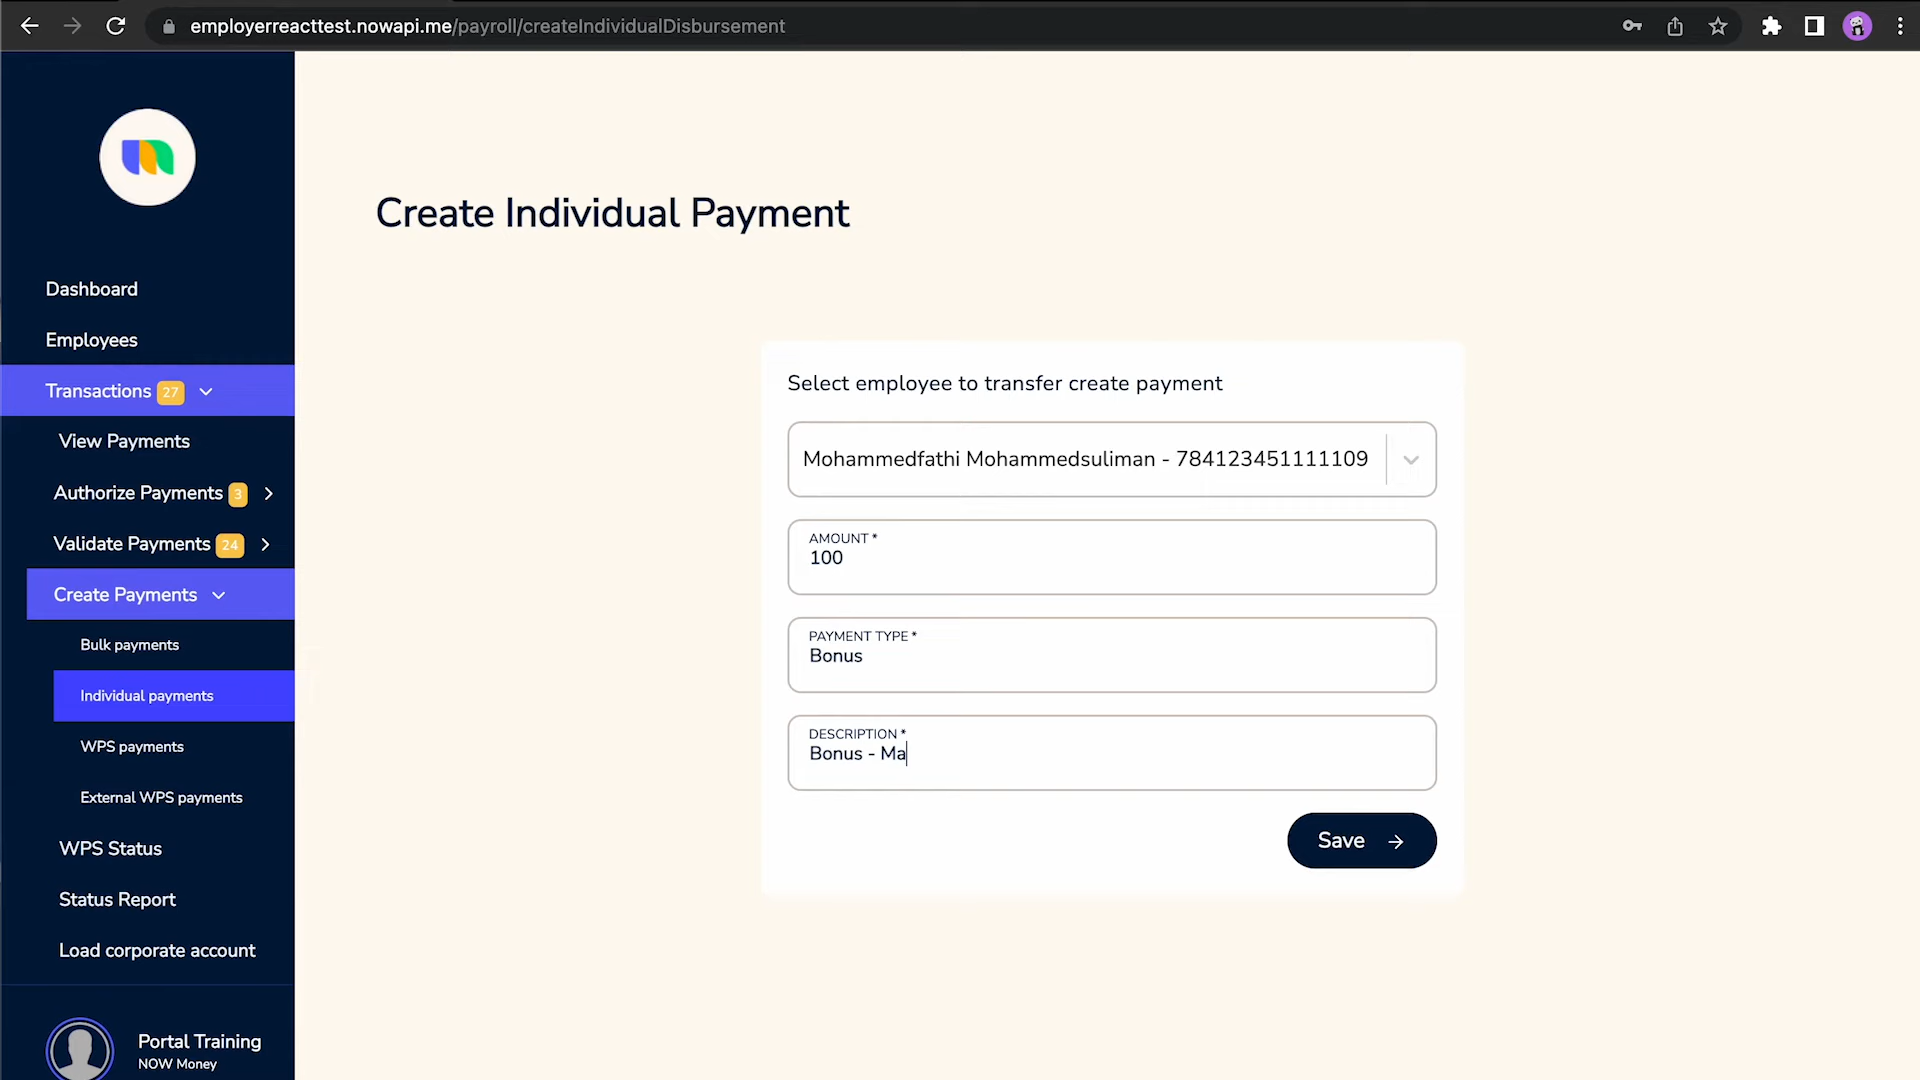 employerreacttest.nowapi.me/payroll/createIndividualDisbursement
Dashboard
Employees
Transactions 27
View Payments
Authorize Payments 3
Validate Payments 24
Create Payments
Bulk payments
Individual payments
WPS payments
External WPS payments
WPS Status
Status Report
Load corporate account
Portal Training
NOW Money
Create Individual Payment
Select employee to transfer create payment
Mohammedfathi Mohammedsuliman - 784123451111109
AMOUNT *
100
PAYMENT TYPE *
Bonus
DESCRIPTION *
Bonus - Ma
Save